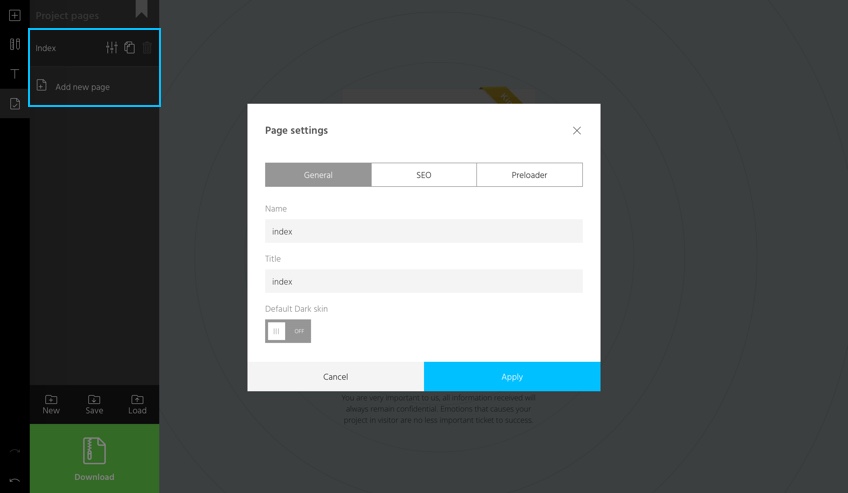 Project pages
Index
Add new page
Page settings
General
SEO
Preloader
Name
index
Title
index
Default Dark skin
OFF
Cancel
Apply
You are very important to us, all information received will
always remain confidential. Emotions that causes your
project in visitor are no less important ticket to success.
New
Save
Load
Download